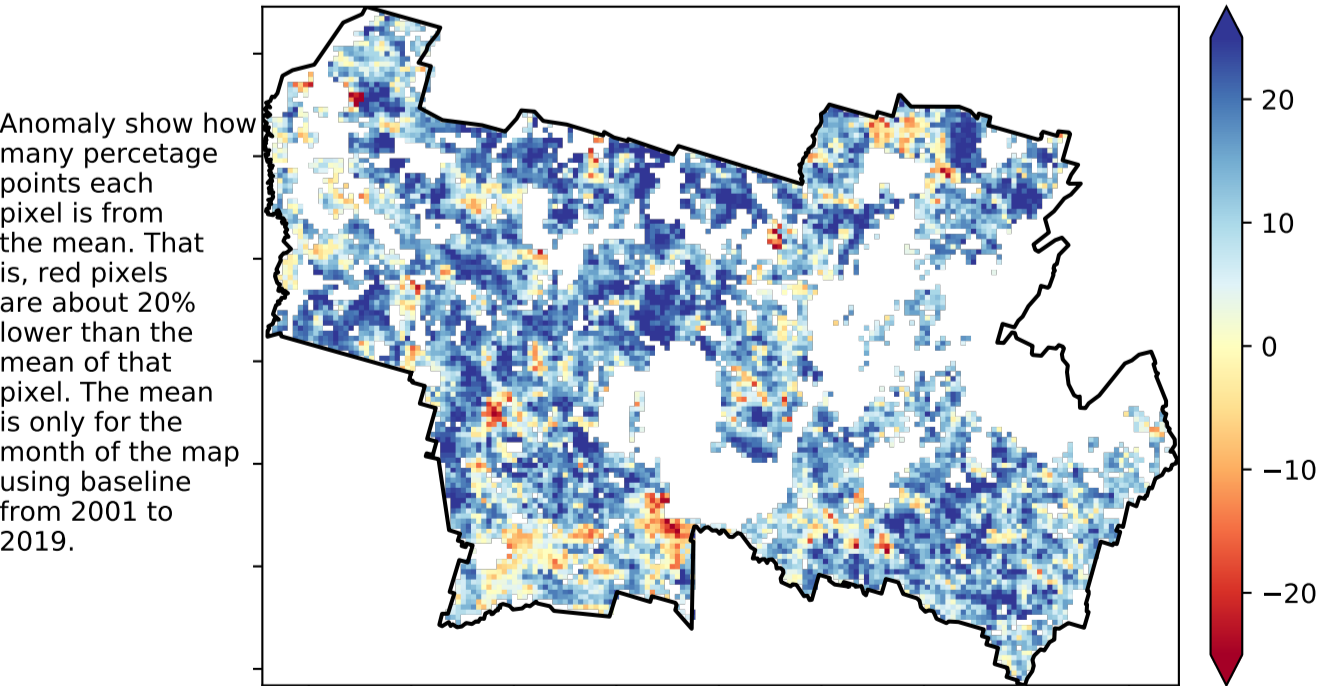 Anomaly show how
many percetage
points each
pixel is from
the mean. That
is, red pixels
are about 20%
lower than the
mean of that
pixel. The mean
is only for the
month of the map
using baseline
from 2001 to
2019.
20
10
0
−10
−20